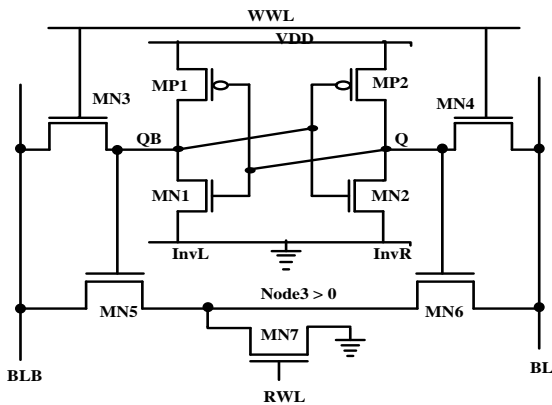 WWL
VDD
MP1
MP2
MN3
MN4
QB
Q
MN1
MN2
InvL
InvR
Node3 > 0
MN5
MN6
MN7
BLB
BL
RWL